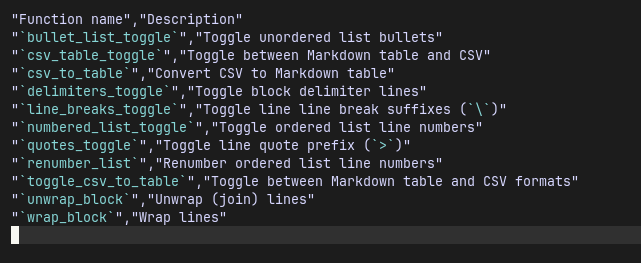 "Function name","Description"
"`bullet_list_toggle`","Toggle unordered list bullets"
"`csv_table_toggle`","Toggle between Markdown table and CSV"
"`csv_to_table`","Convert CSV to Markdown table"
"`delimiters_toggle`","Toggle block delimiter lines"
"`line_breaks_toggle`","Toggle line line break suffixes (`\`)"
"`numbered_list_toggle`","Toggle ordered list line numbers"
"`quotes_toggle`","Toggle line quote prefix (`>`)"
"`renumber_list`","Renumber ordered list line numbers"
"`toggle_csv_to_table`","Toggle between Markdown table and CSV formats"
"`unwrap_block`","Unwrap (join) lines"
"`wrap_block`","Wrap lines"